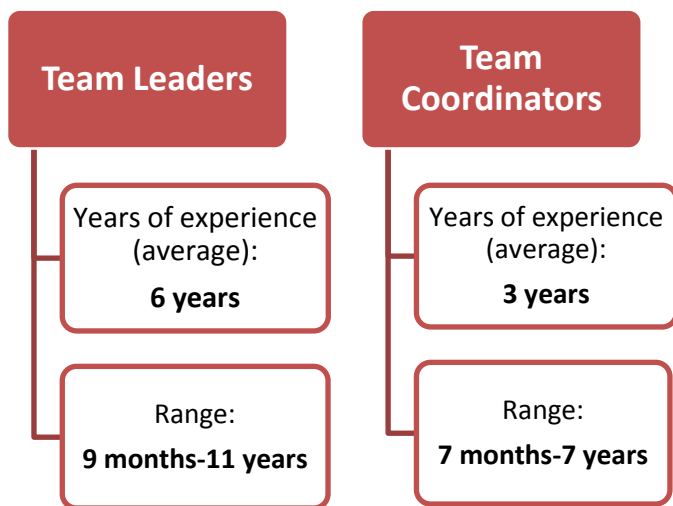 Team Leaders
Years of experience
(average):
6 years
Range:
9 months-11 years
Team
Coordinators
Years of experience
(average):
3 years
Range:
7 months-7 years